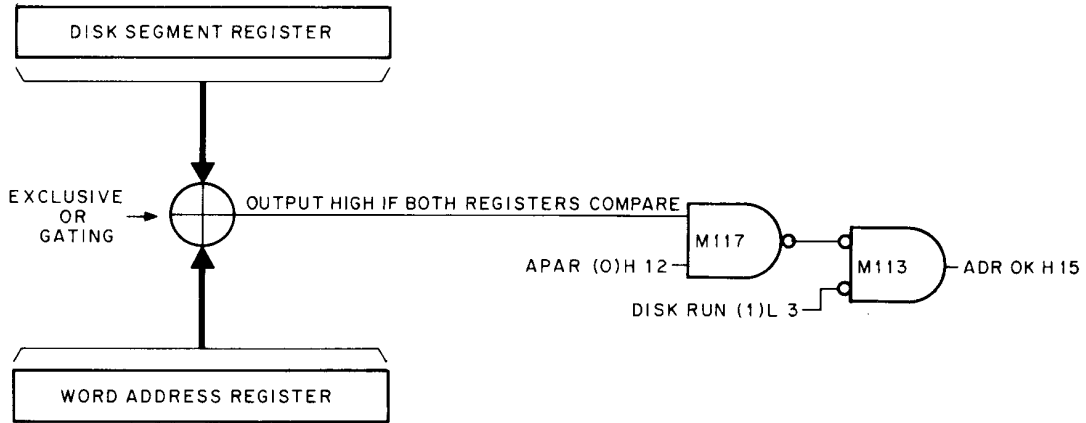 DISK SEGMENT REGISTER
EXCLUSIVE
OR
GATING
OUTPUT HIGH IF BOTH REGISTERS COMPARE
M117
APAR (0)H 12
M113
ADR OK H 15
DISK RUN (1)L 3
WORD ADDRESS REGISTER